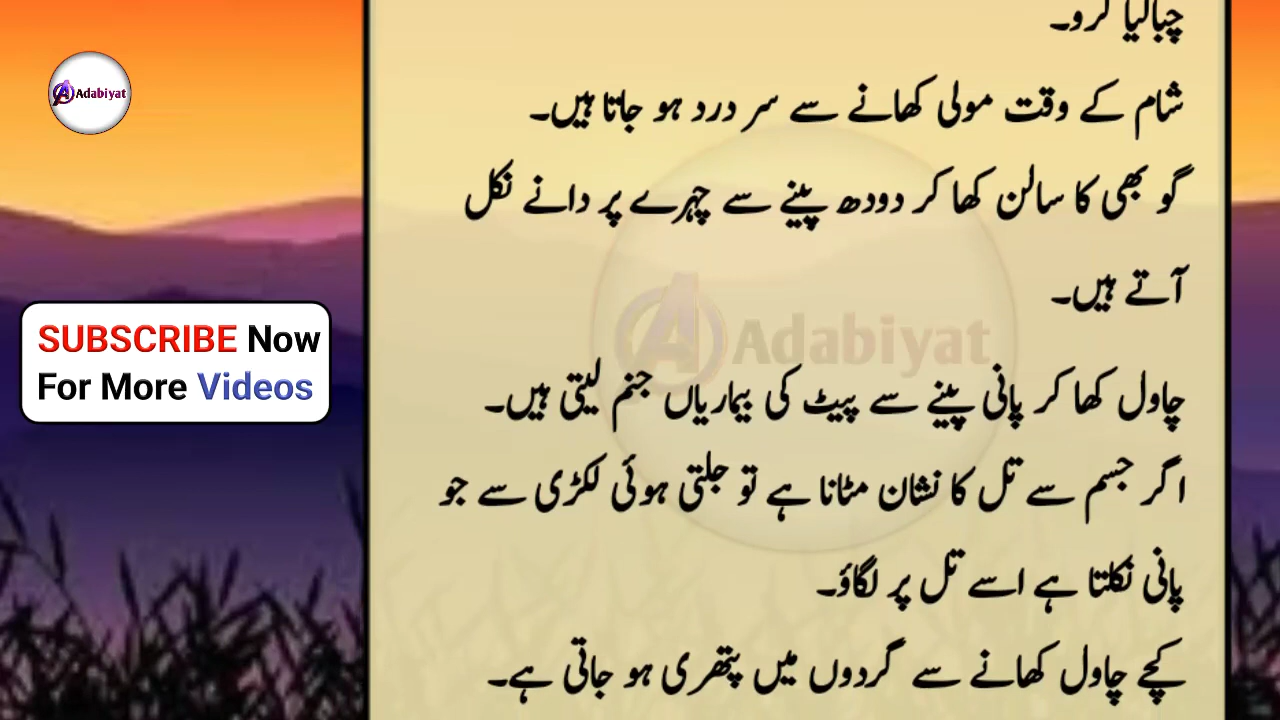 چبالیا کرو۔
Adabiyat
شام کے وقت مولی کھانے سے سر درد ہو جاتا ہیں۔
گو بھی کا سالن کھا کر دودھ پینے سے چہرے پر دانے نکل
آتے ہیں۔
Adabiyat
SUBSCRIBE Now
For More Videos
چاول کھا کر پانی پینے سے پیٹ کی بیماریاں جنم لیتی ہیں۔
اگر جسم سے تل کا نشان مٹانا ہے تو جلتی ہوئی لکڑی سے جو
پانی نکلتا ہے اسے تل پر لگاؤ۔
کچے چاول کھانے سے گردوں میں پتھری ہو جاتی ہے۔